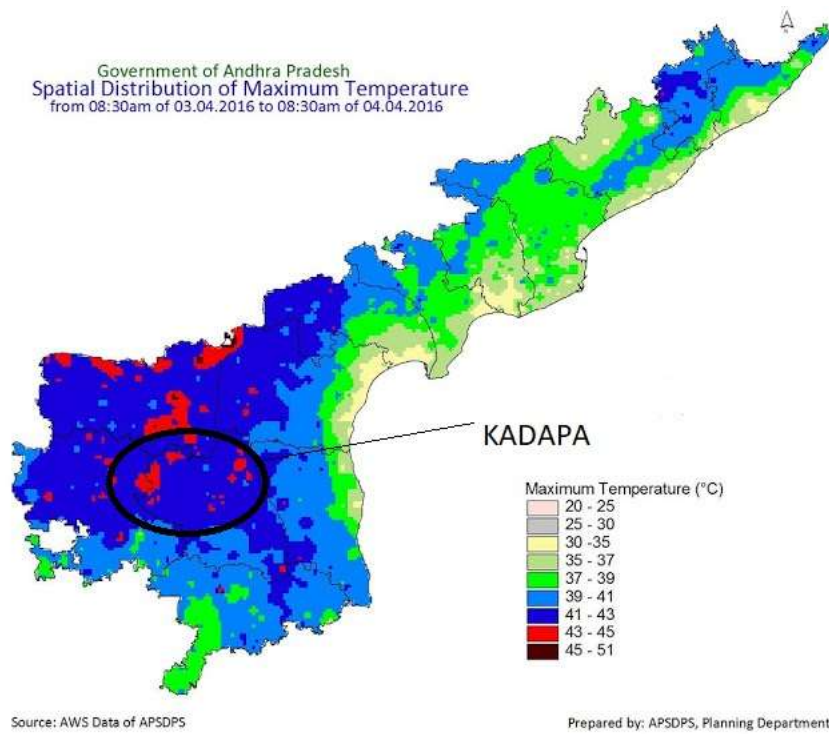 Government of Andhra Pradesh
Spatial Distribution of Maximum Temperature
from 08:30am of 03.04.2016 to 08:30am of 04.04.2016
KADAPA
Maximum Temperature (°C)
20 - 25
25 - 30
30 -35
35 - 37
37 - 39
39 - 41
41 - 43
43 - 45
45 - 51
Source: AWS Data of APSDPS
Prepared by: APSDPS, Planning Department